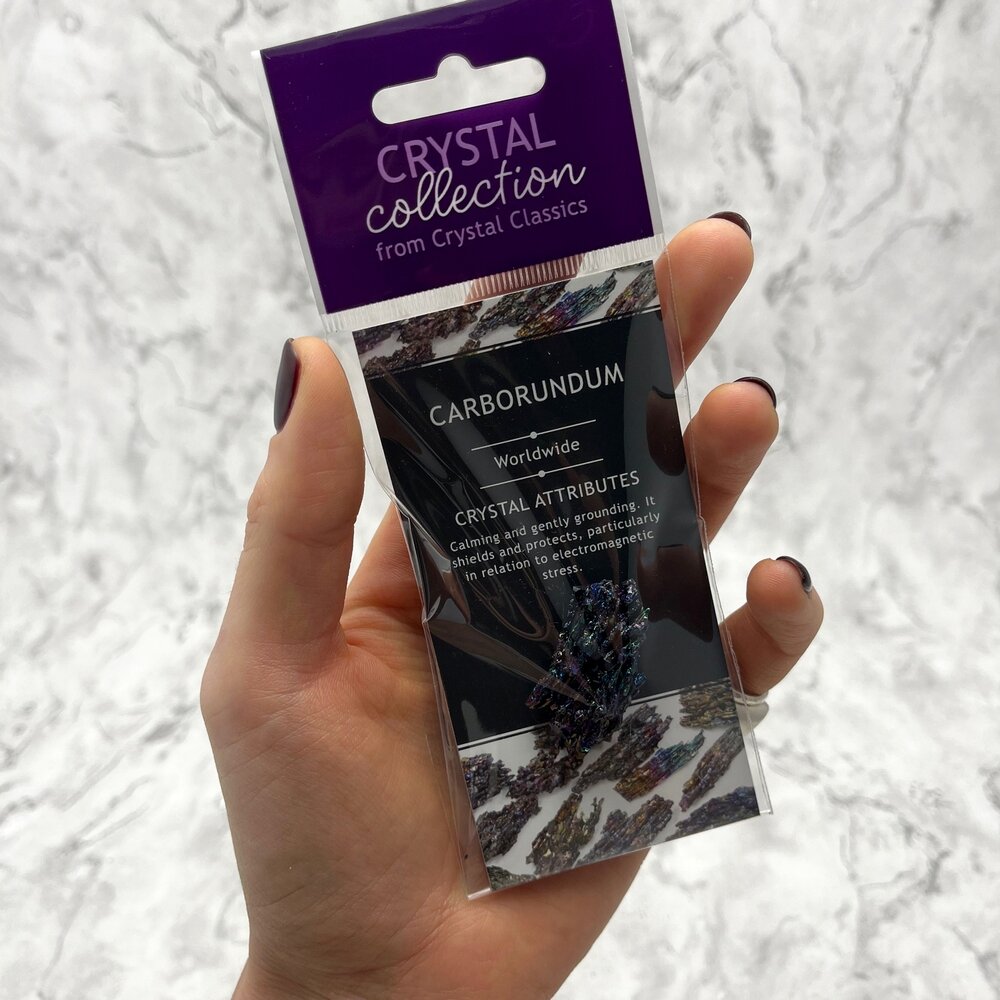 CRYSTAL
collection
from Crystal Classics
CARBORUNDUM
Worldwide
CRYSTAL ATTRIBUTES
Calming and gently grounding. It
shields and protects, particularly
in relation to electromagnetic
stress.